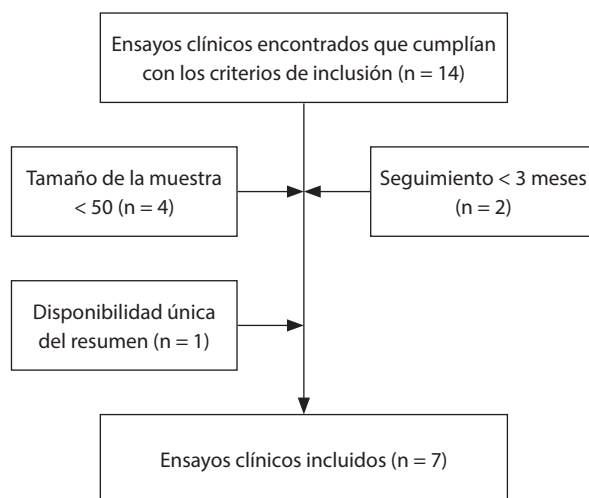 Ensayos clínicos encontrados que cumplían
con los criterios de inclusión (n = 14)
Tamaño de la muestra
< 50 (n = 4)
Seguimiento < 3 meses
(n = 2)
Disponibilidad única
del resumen (n = 1)
Ensayos clínicos incluidos (n = 7)